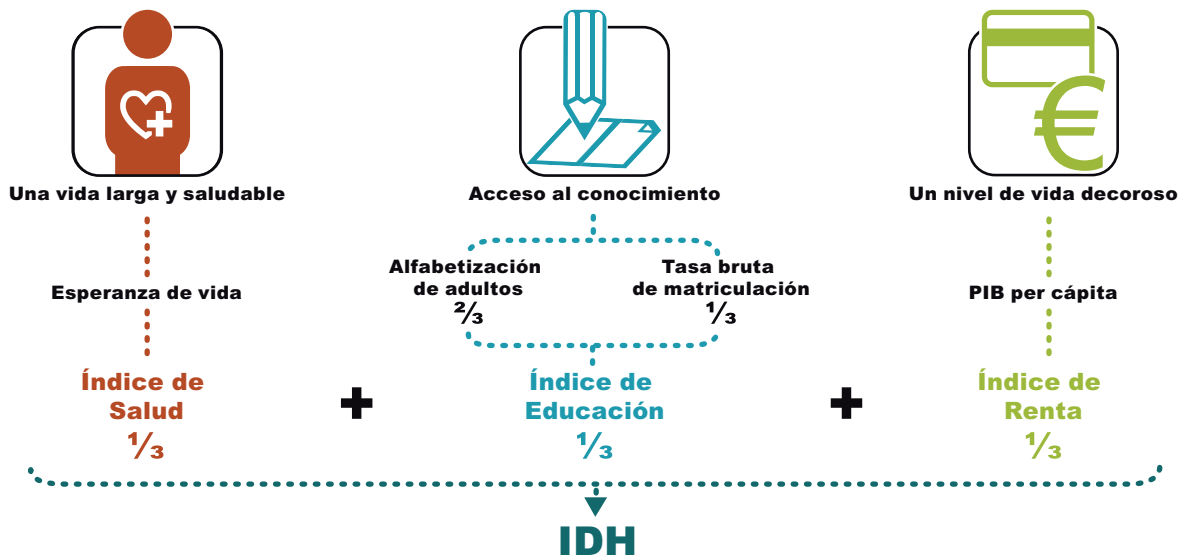 Una vida larga y saludable
Esperanza de vida
Índice de
Salud
⅓
+
Acceso al conocimiento
Alfabetización
de adultos
⅔
Tasa bruta
de matriculación
⅓
Índice de
Educación
⅓
+
€
Un nivel de vida decoroso
PIB per cápita
Índice de
Renta
⅓
IDH